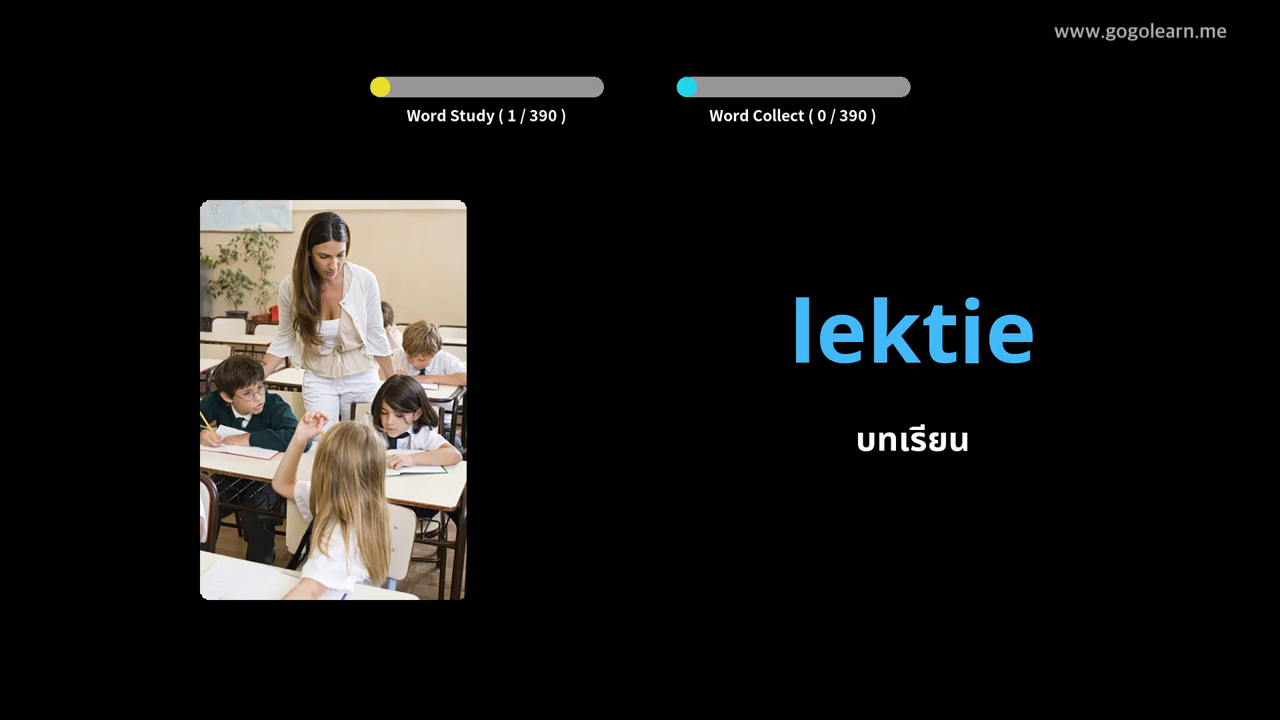 www.gogolearn.me
Word Study ( 1 / 390 )
Word Collect ( 0 / 390 )
lektie
บทเรียน